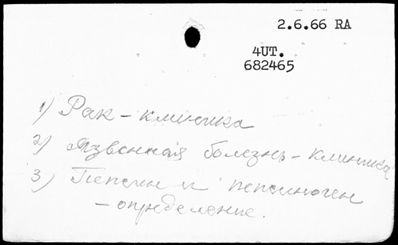 2.6.66 RA
4UT.
682465
1) Рак - клиника
2) Язвенная болезнь - клиника
3) Пепсин и пепсиноген
- определение.